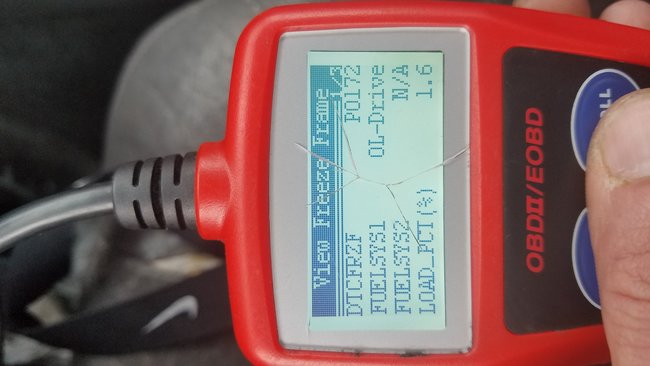 View Freeze Frame 1/3
DTCFRZF P0172
FUELSYS1 OL-Drive
FUELSYS2 N/A
LOAD_PCT(%) 1.6
OBDII/EOBD